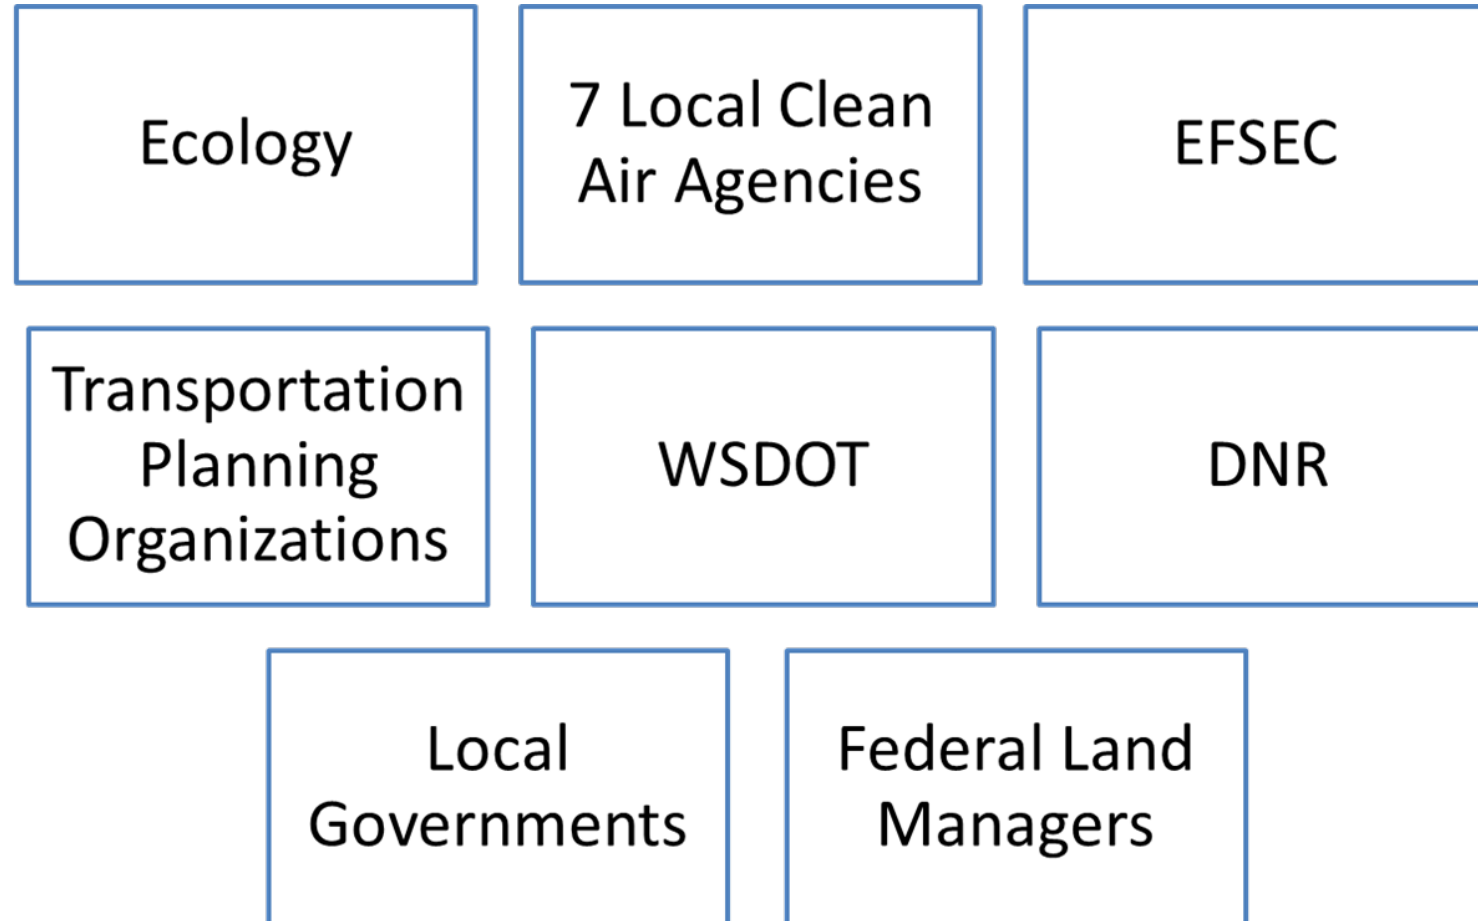 Ecology
7 Local Clean
Air Agencies
EFSEC
Transportation
Planning
Organizations
WSDOT
DNR
Local
Governments
Federal Land
Managers